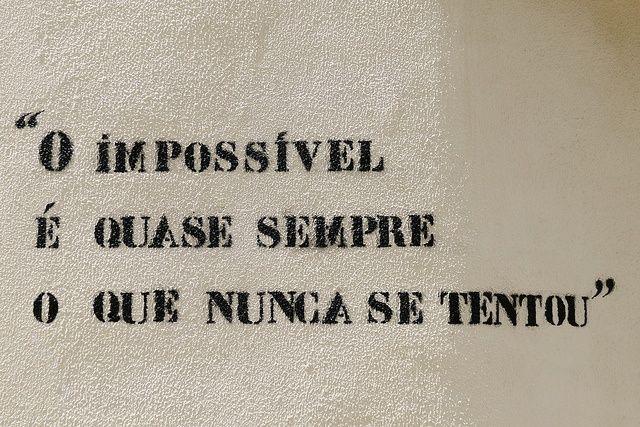 “O IMPOSSÍVEL
É QUASE SEMPRE
O QUE NUNCA SE TENTOU”